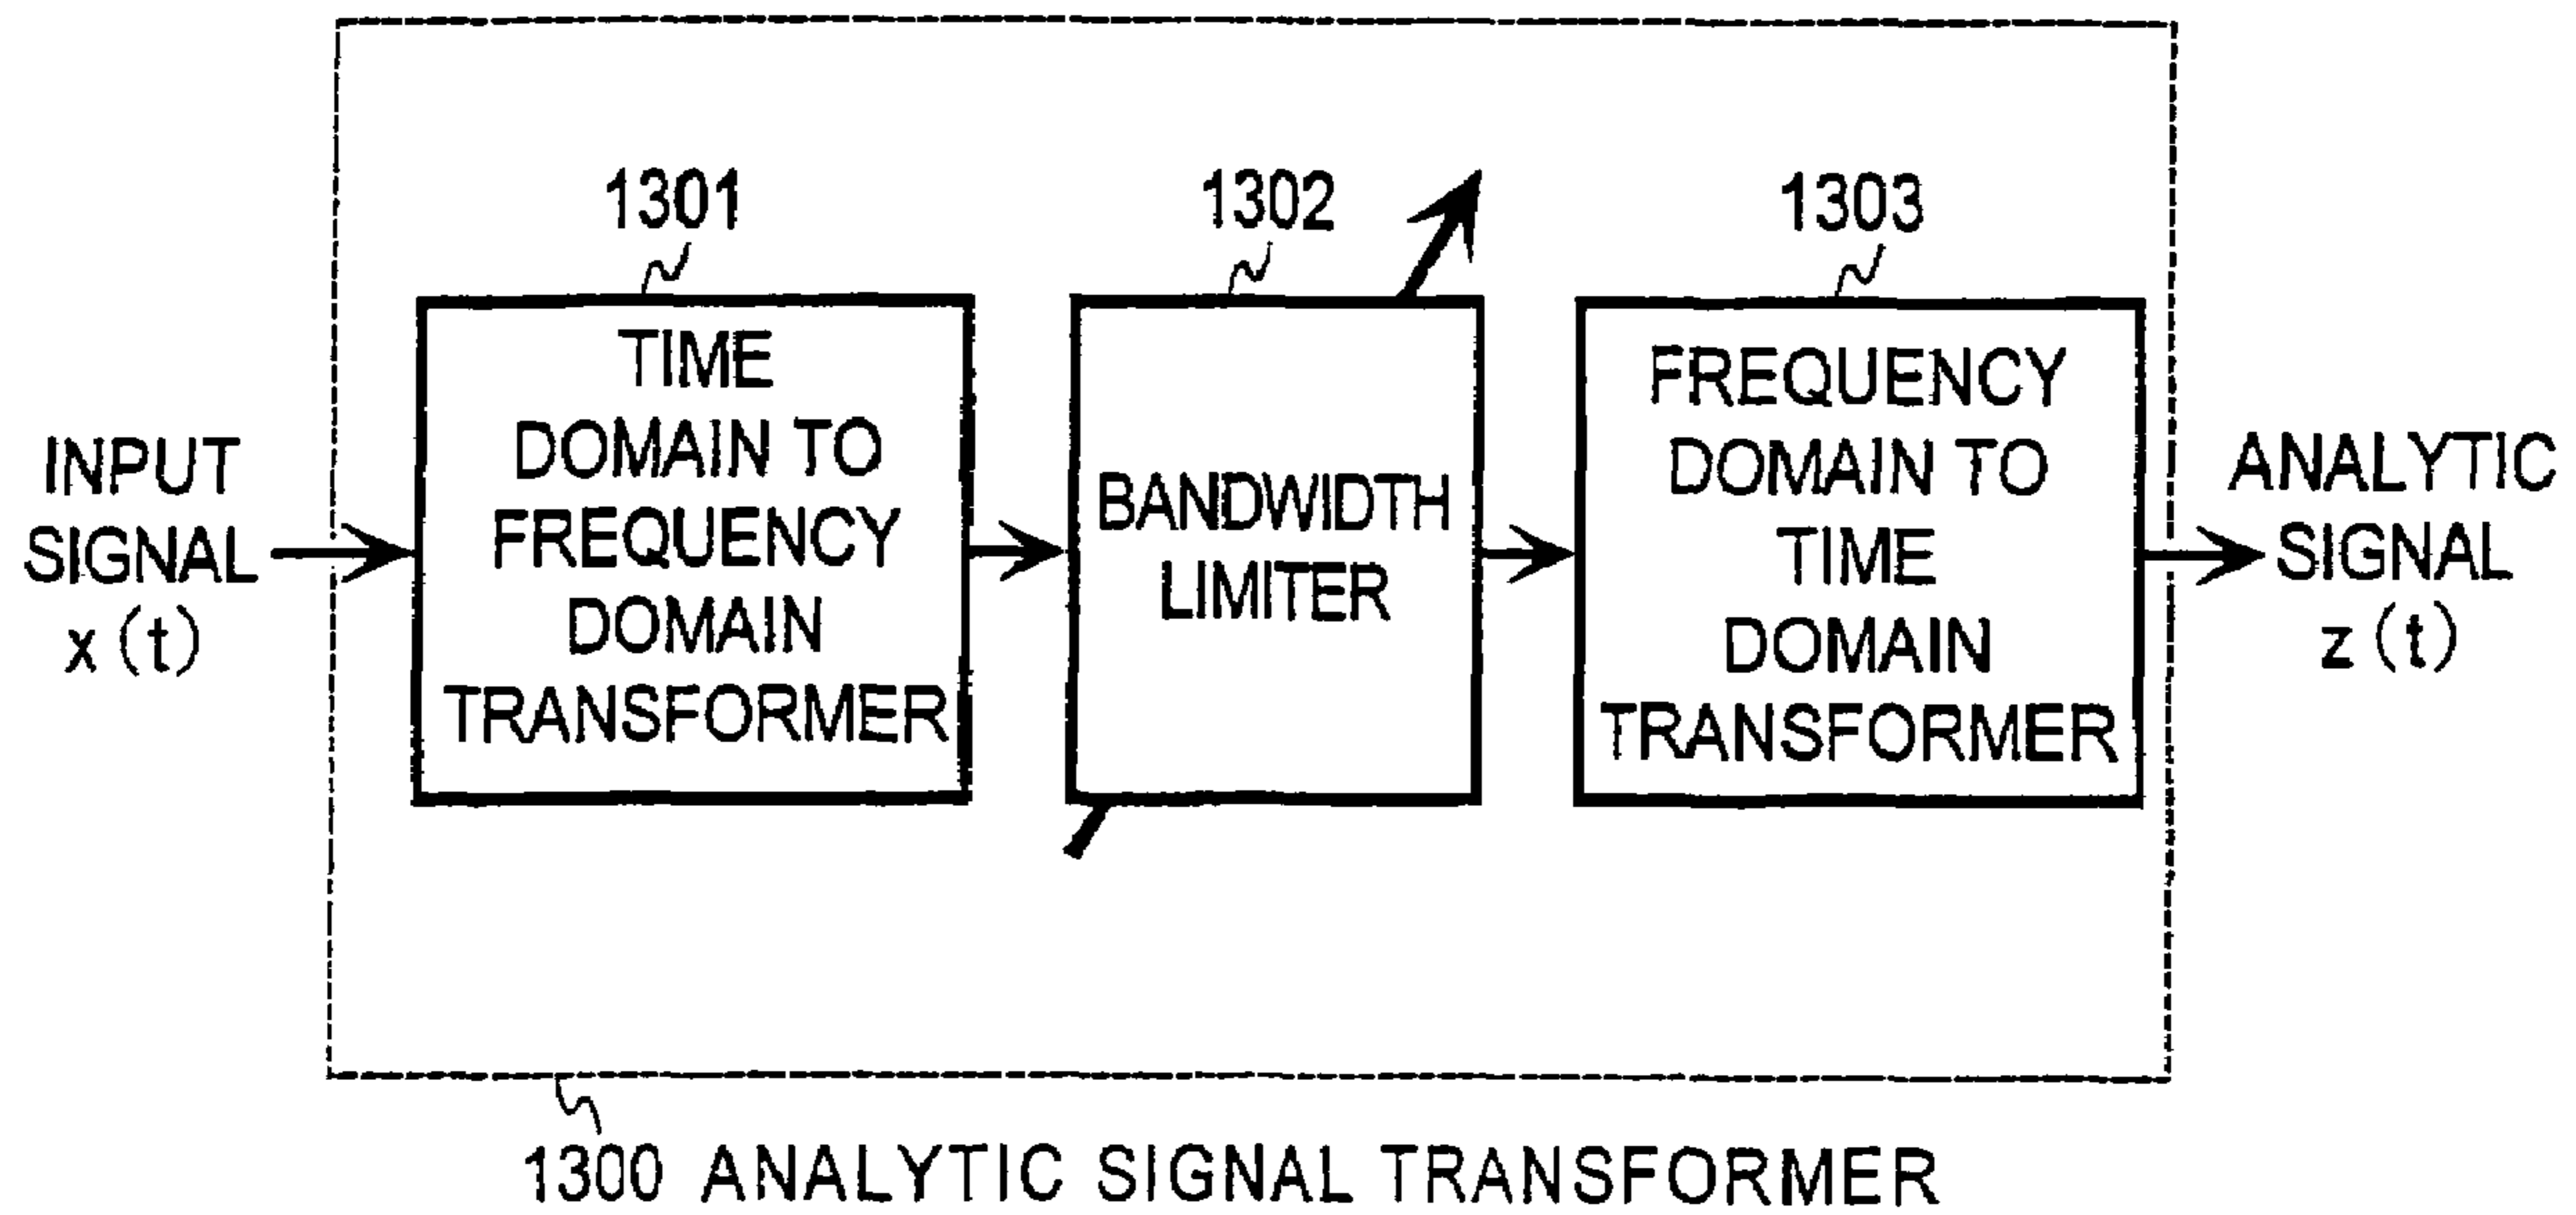 1301
1302
1303
INPUT
SIGNAL
x(t)
TIME
DOMAIN TO
FREQUENCY
DOMAIN
TRANSFORMER
BANDWIDTH
LIMITER
FREQUENCY
DOMAIN TO
TIME
DOMAIN
TRANSFORMER
ANALYTIC
SIGNAL
z(t)
1300 ANALYTIC SIGNAL TRANSFORMER